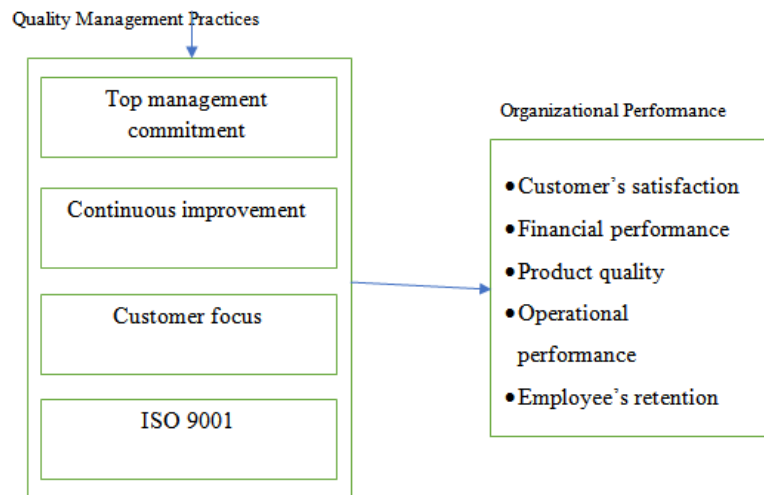 Quality Management Practices
Top management
commitment
Continuous improvement
Customer focus
ISO 9001
Organizational Performance
•Customer’s satisfaction
•Financial performance
•Product quality
•Operational
performance
•Employee’s retention